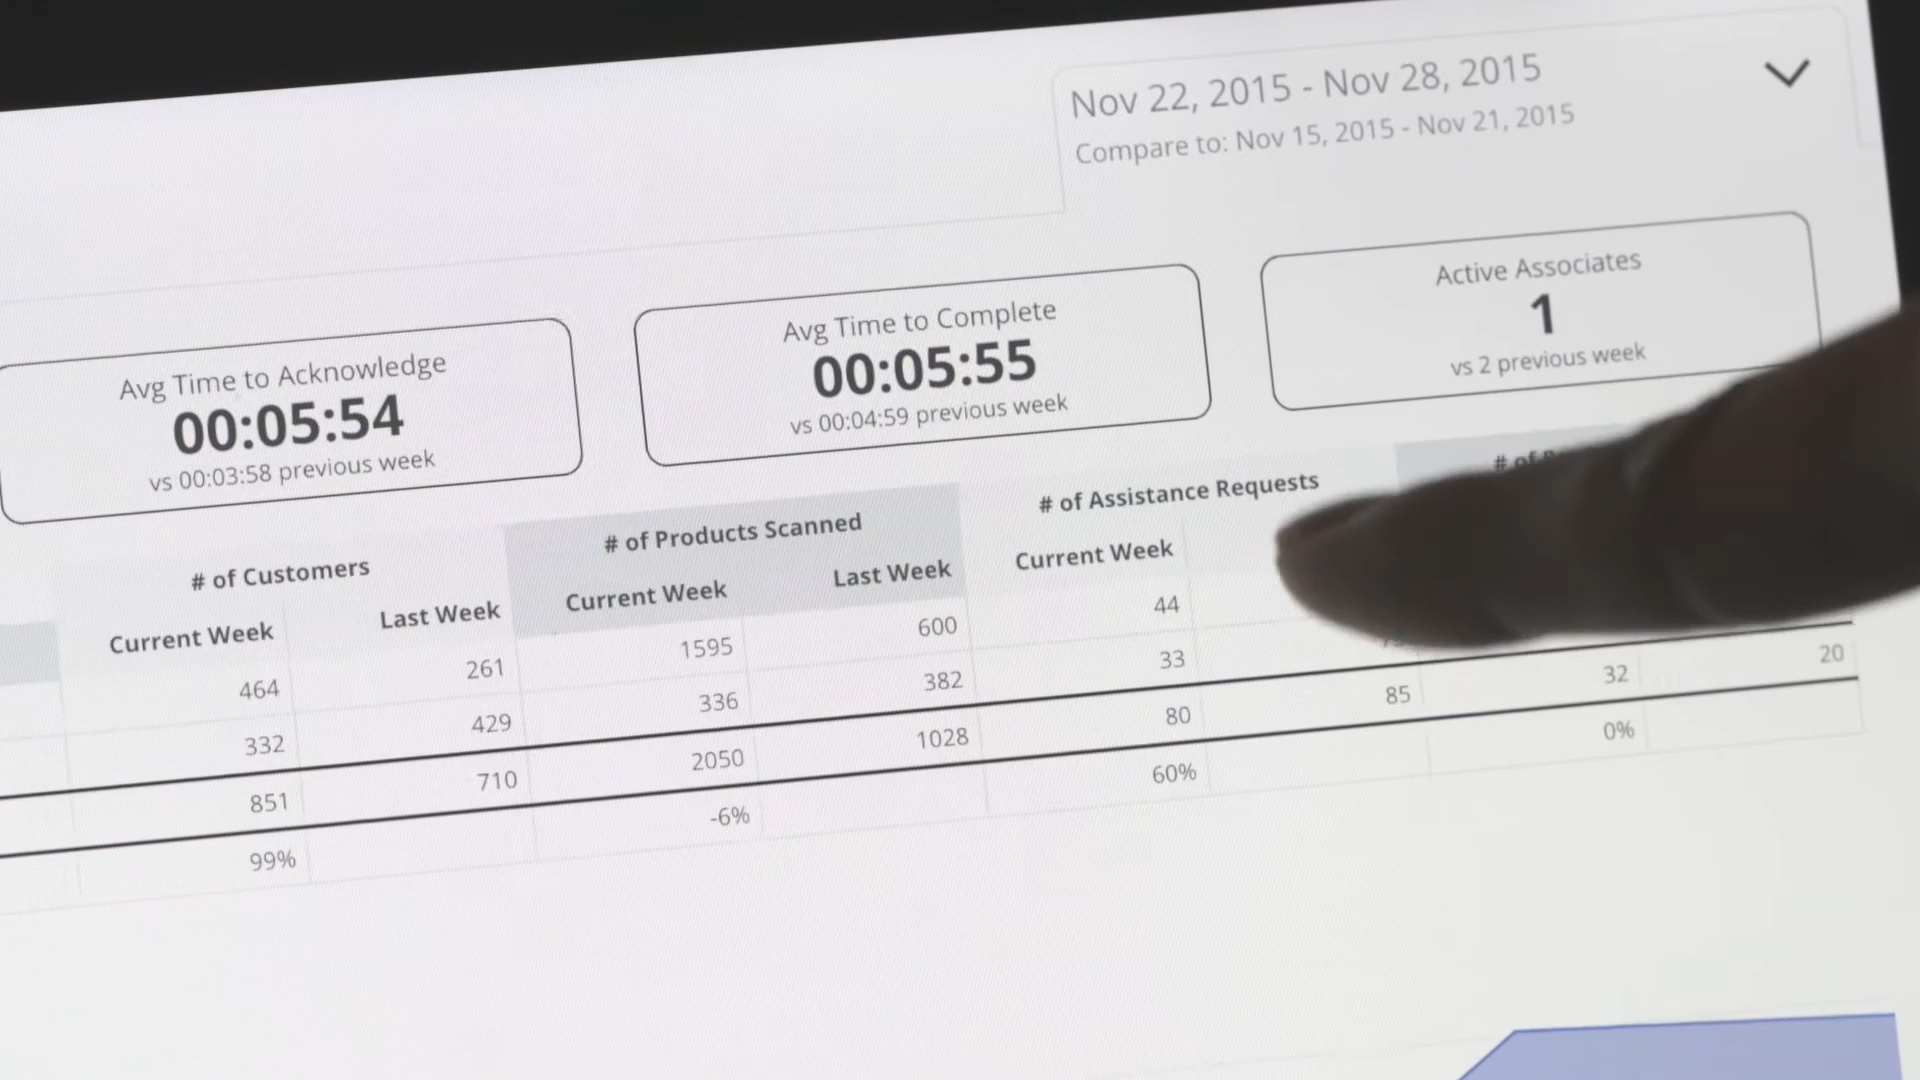 Nov 22, 2015 - Nov 28, 2015
Compare to: Nov 15, 2015 - Nov 21, 2015
Avg Time to Acknowledge
00:05:54
vs 00:03:58 previous week
Avg Time to Complete
00:05:55
vs 00:04:59 previous week
Active Associates
1
vs 2 previous week
# of Customers # of Products Scanned # of Assistance Requests # of
Current Week Last Week Current Week Last Week Current Week
464 261 1595 600 44
332 429 336 382 33
851 710 2050 1028 80 85 32 20
99% -6% 60% 0%